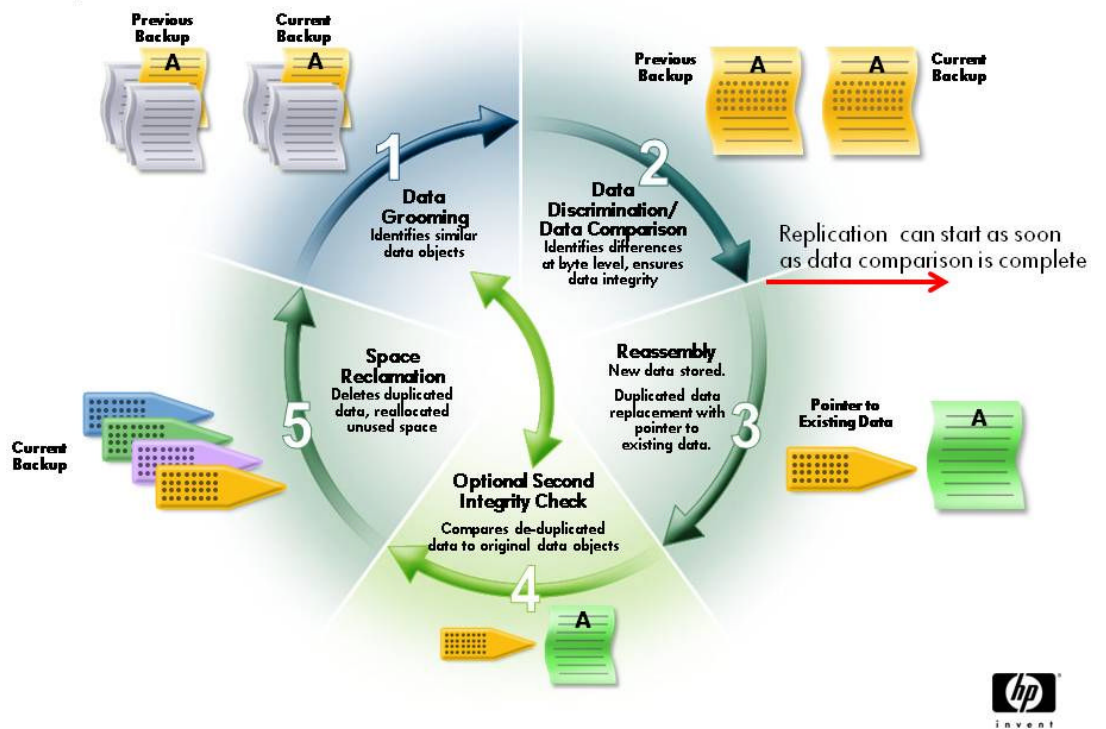 Previous
Backup
Current
Backup
A
A
Previous
Backup
A
A
Current
Backup
1
Data
Grooming
Identifies similar
data objects
2
Data
Discrimination/
Data Comparison
Identifies differences
at byte level, ensures
data integrity
Replication can start as soon
as data comparison is complete
Reassembly
New data stored.
Duplicated data
replacement with
pointer to
existing data.
3
Pointer to
Existing Data
A
Optional Second
Integrity Check
Compares de-duplicated
data to original data objects
4
A
Space
Reclamation
Deletes duplicated
data, reallocated
unused space
5
Current
Backup
hp
invent